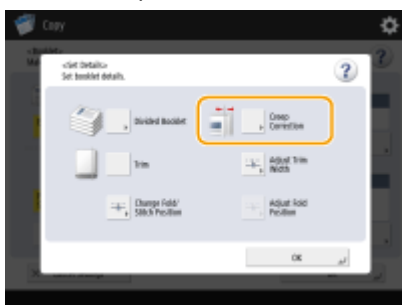 Copy
<Set Details>
Set booklet details.
Divided Booklet
Creep
Correction
Trim
Adjust Trim
Width
Change Fold/
Stitch Position
Adjust Fold
Position
OK